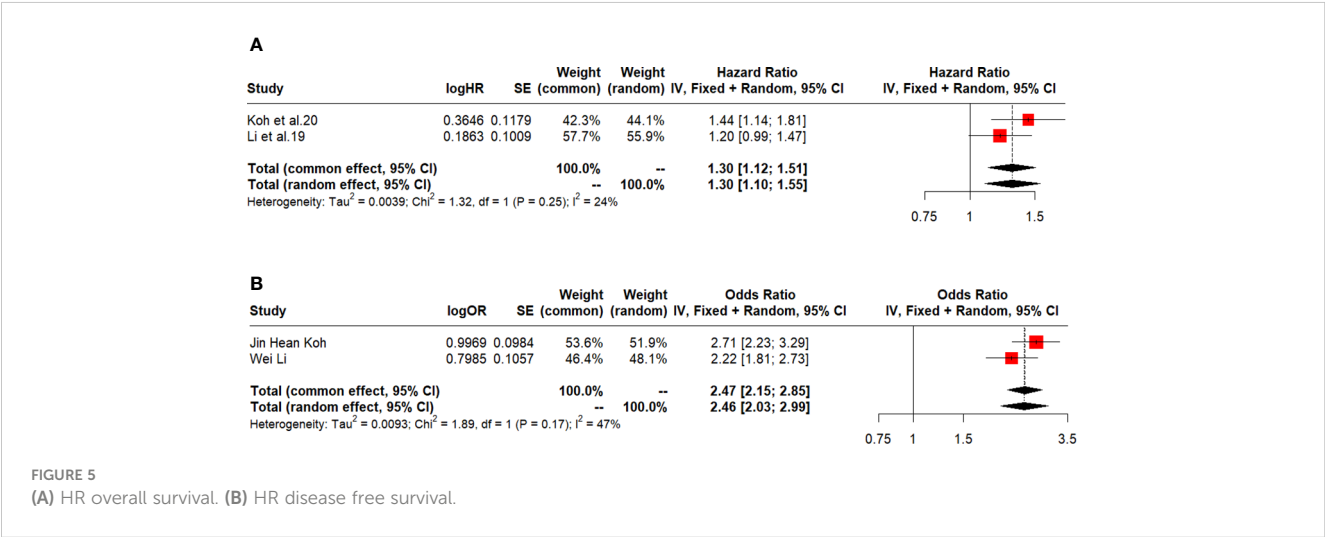 A
Weight Weight Hazard Ratio Hazard Ratio
Study logHR SE (common) (random) IV, Fixed + Random, 95% CI IV, Fixed + Random, 95% CI
Koh et al.20 0.3646 0.1179 42.3% 44.1% 1.44 [1.14; 1.81]
Li et al.19 0.1863 0.1009 57.7% 55.9% 1.20 [0.99; 1.47]
Total (common effect, 95% CI) 100.0% -- 1.30 [1.12; 1.51]
Total (random effect, 95% CI) -- 100.0% 1.30 [1.10; 1.55]
Heterogeneity: Tau² = 0.0039; Chi² = 1.32, df = 1 (P = 0.25); I² = 24%
0.75 1 1.5
B
Weight Weight Odds Ratio Odds Ratio
Study logOR SE (common) (random) IV, Fixed + Random, 95% CI IV, Fixed + Random, 95% CI
Jin Hean Koh 0.9969 0.0984 53.6% 51.9% 2.71 [2.23; 3.29]
Wei Li 0.7985 0.1057 46.4% 48.1% 2.22 [1.81; 2.73]
Total (common effect, 95% CI) 100.0% -- 2.47 [2.15; 2.85]
Total (random effect, 95% CI) -- 100.0% 2.46 [2.03; 2.99]
Heterogeneity: Tau² = 0.0093; Chi² = 1.89, df = 1 (P = 0.17); I² = 47%
0.75 1 1.5 3.5
FIGURE 5
(A) HR overall survival. (B) HR disease free survival.